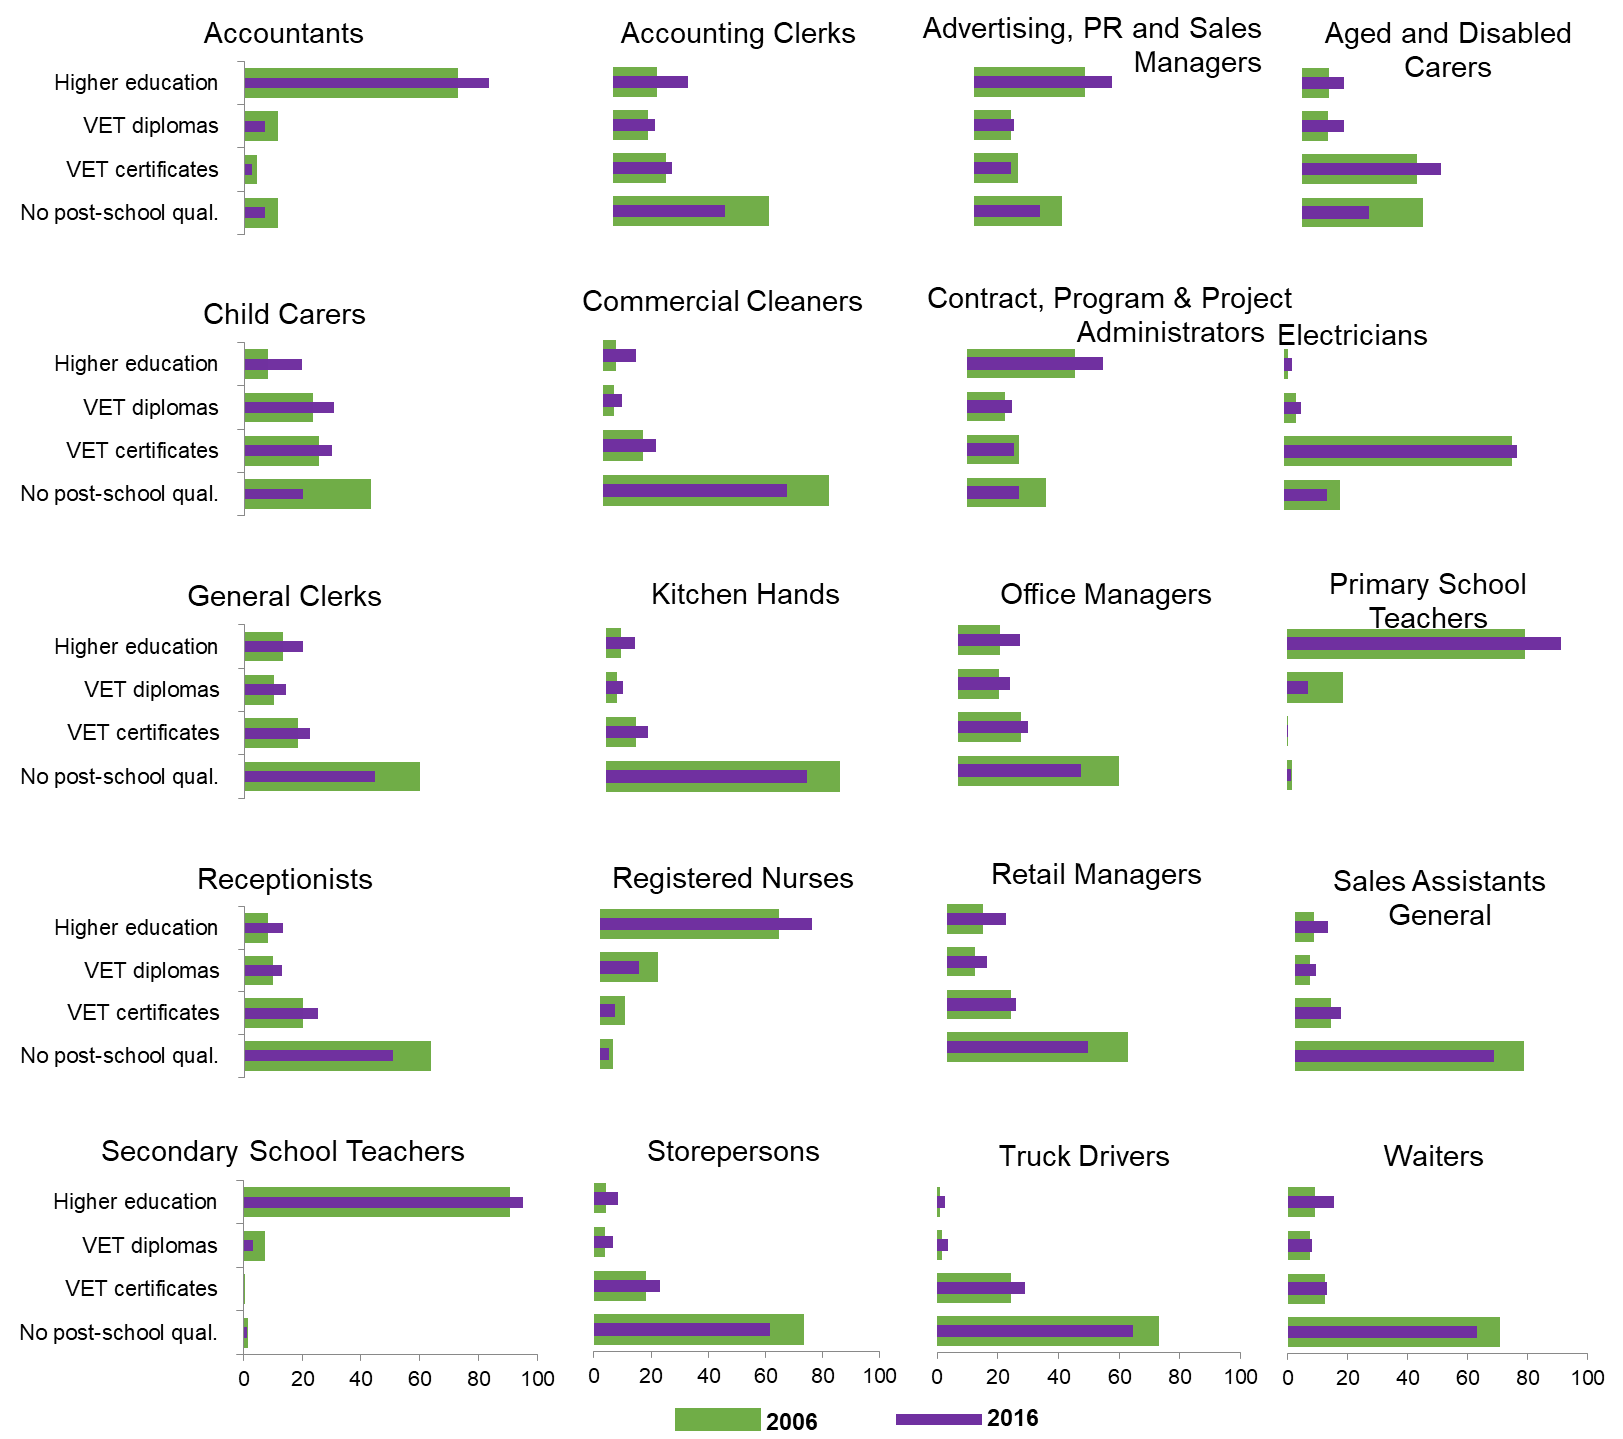 Accountants
Accounting Clerks
Advertising, PR and Sales
Managers
Aged and Disabled
Carers
Higher education
VET diplomas
VET certificates
No post-school qual.
Child Carers
Commercial Cleaners
Contract, Program & Project
Administrators
Electricians
Higher education
VET diplomas
VET certificates
No post-school qual.
General Clerks
Kitchen Hands
Office Managers
Primary School
Teachers
Higher education
VET diplomas
VET certificates
No post-school qual.
Receptionists
Registered Nurses
Retail Managers
Sales Assistants
General
Higher education
VET diplomas
VET certificates
No post-school qual.
Secondary School Teachers
Storepersons
Truck Drivers
Waiters
Higher education
VET diplomas
VET certificates
No post-school qual.
0 20 40 60 80 100
0 20 40 60 80 100
0 20 40 60 80 100
0 20 40 60 80 100
2006
2016